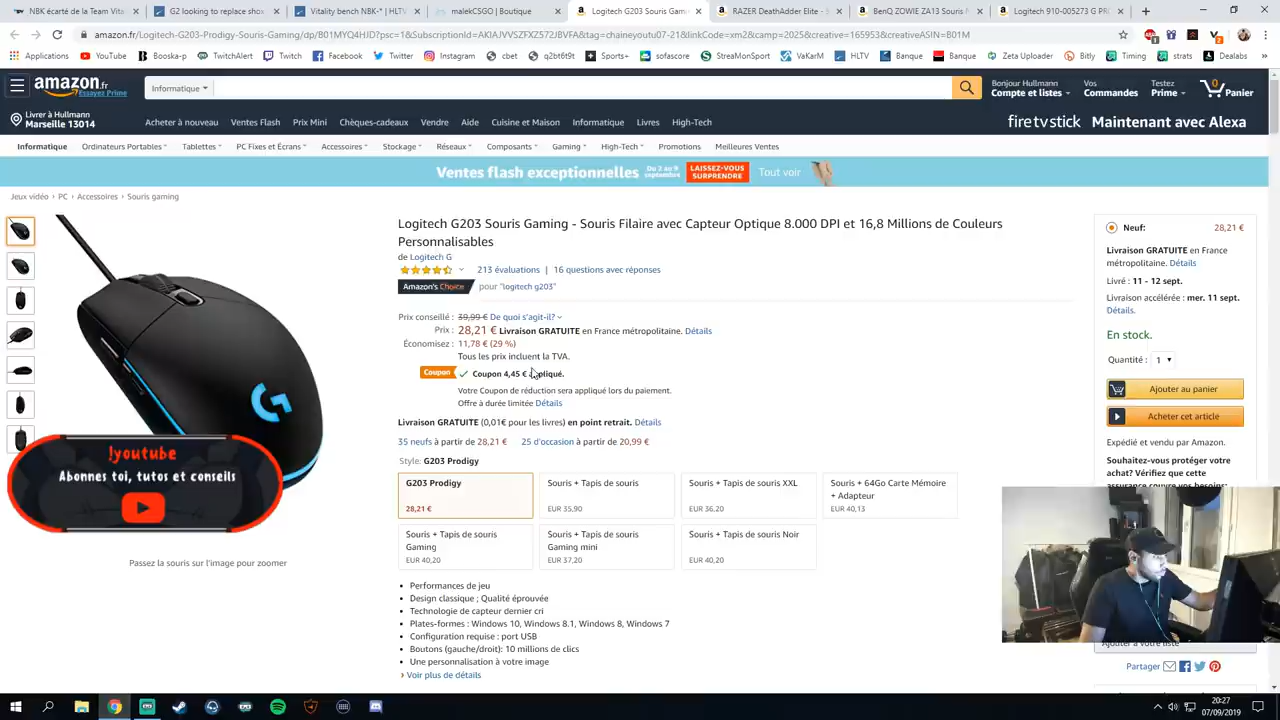 NBK écarté de l'Team Vita
G2 looking to replace shox
Vitality bench NBK-* | HLTV
malekCSGO | Boutique
Logitech G203 Souris Gami
RAZER DeathAdder Elite - S
BenQ ZOWIE ZA13 Souris N
Logitech 910-005273 G PRO
amazon.fr/Logitech-G203-Prodigy-Souris-Gaming/dp/B01MYQ4HJD?psc=1&SubscriptionId=AKIAJVVSZFXZ572JBVFA&tag=chaineyoutu07-21&linkCode=xm2&camp=2025&creative=165953&creativeASIN=B01M
Applications YouTube Booska-p TwitchAlert Twitch Facebook Twitter Instagram cbet q2bt6t9t Sports+ sofascore StreaMonSport VaKarM HLTV Banque Banque Zeta Uploader Bitly Timing strats Dealabs
amazon.fr
Essayez Prime
Informatique
Bonjour Hullmann
Compte et listes
Vos
Commandes
Testez
Prime
0
Panier
Livrer à Hullmann
Marseille 13014
Acheter à nouveau Ventes Flash Prix Mini Chèques-cadeaux Vendre Aide Cuisine et Maison Informatique Livres High-Tech
firetvstick Maintenant avec Alexa
Informatique Ordinateurs Portables Tablettes PC Fixes et Écrans Accessoires Stockage Réseaux Composants Gaming High-Tech Promotions Meilleures Ventes
Ventes flash exceptionnelles Du 2 au 9 septembre LAISSEZ-VOUS SURPRENDRE Tout voir
Jeux vidéo › PC › Accessoires › Souris gaming
Logitech G203 Souris Gaming - Souris Filaire avec Capteur Optique 8.000 DPI et 16,8 Millions de Couleurs
Personnalisables
de Logitech G
213 évaluations | 16 questions avec réponses
Amazon's Choice pour "logitech g203"
Prix conseillé : 39,99 € De quoi s'agit-il?
Prix : 28,21 € Livraison GRATUITE en France métropolitaine. Détails
Économisez : 11,78 € (29 %)
Tous les prix incluent la TVA.
Coupon Coupon 4,45 € appliqué.
Votre Coupon de réduction sera appliqué lors du paiement.
Offre à durée limitée Détails
Livraison GRATUITE (0,01€ pour les livres) en point retrait. Détails
35 neufs à partir de 28,21 € 25 d'occasion à partir de 20,99 €
Style: G203 Prodigy
G203 Prodigy
28,21 €
Souris + Tapis de souris
EUR 35,90
Souris + Tapis de souris XXL
EUR 36,20
Souris + 64Go Carte Mémoire
+ Adapteur
EUR 40,13
Souris + Tapis de souris
Gaming
EUR 40,20
Souris + Tapis de souris
Gaming mini
EUR 37,20
Souris + Tapis de souris Noir
EUR 40,20
• Performances de jeu
• Design classique ; Qualité éprouvée
• Technologie de capteur dernier cri
• Plates-formes : Windows 10, Windows 8.1, Windows 8, Windows 7
• Configuration requise : port USB
• Boutons (gauche/droit): 10 millions de clics
• Une personnalisation à votre image
› Voir plus de détails
!youtube
Abonnes toi, tutos et conseils
Passez la souris sur l'image pour zoomer
Neuf: 28,21 €
Livraison GRATUITE en France
métropolitaine. Détails
Livré : 11 - 12 sept.
Livraison accélérée : mer. 11 sept.
Détails.
En stock.
Quantité : 1
Ajouter au panier
Acheter cet article
Expédié et vendu par Amazon.
Souhaitez-vous protéger votre
achat? Vérifiez que cette
assurance couvre vos besoins:
Ajouter à votre liste
Partager
20:27
07/09/2019